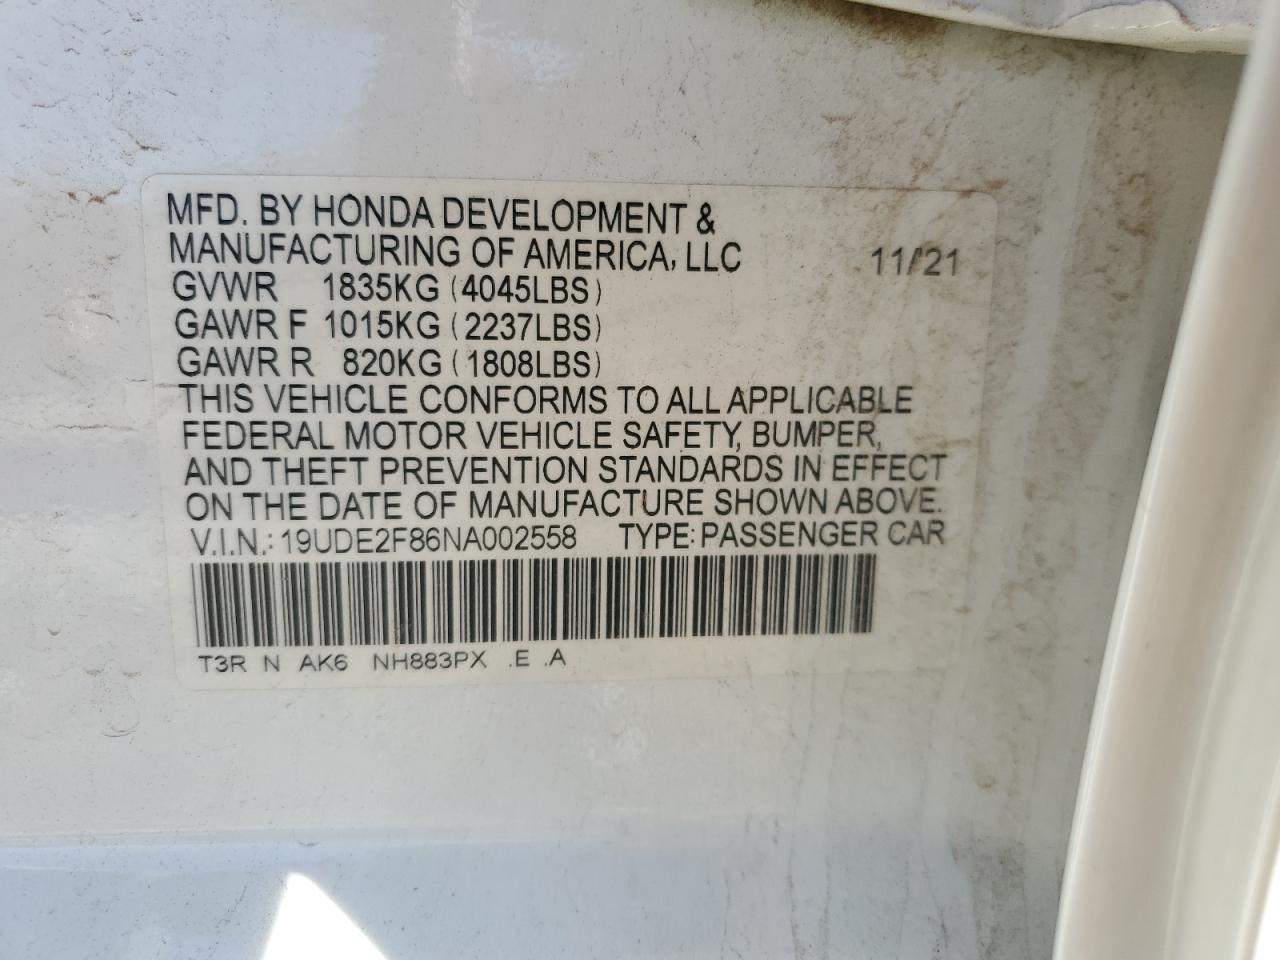 MFD. BY HONDA DEVELOPMENT &
MANUFACTURING OF AMERICA, LLC 11/'21
GVWR 1835KG (4045LBS)
GAWR F 1015KG (2237LBS)
GAWR R 820KG (1808LBS)
THIS VEHICLE CONFORMS TO ALL APPLICABLE
FEDERAL MOTOR VEHICLE SAFETY, BUMPER,
AND THEFT PREVENTION STANDARDS IN EFFECT
ON THE DATE OF MANUFACTURE SHOWN ABOVE.
V.I.N.: 19UDE2F86NA002558 TYPE: PASSENGER CAR
T3R N AK6 NH883PX .E .A